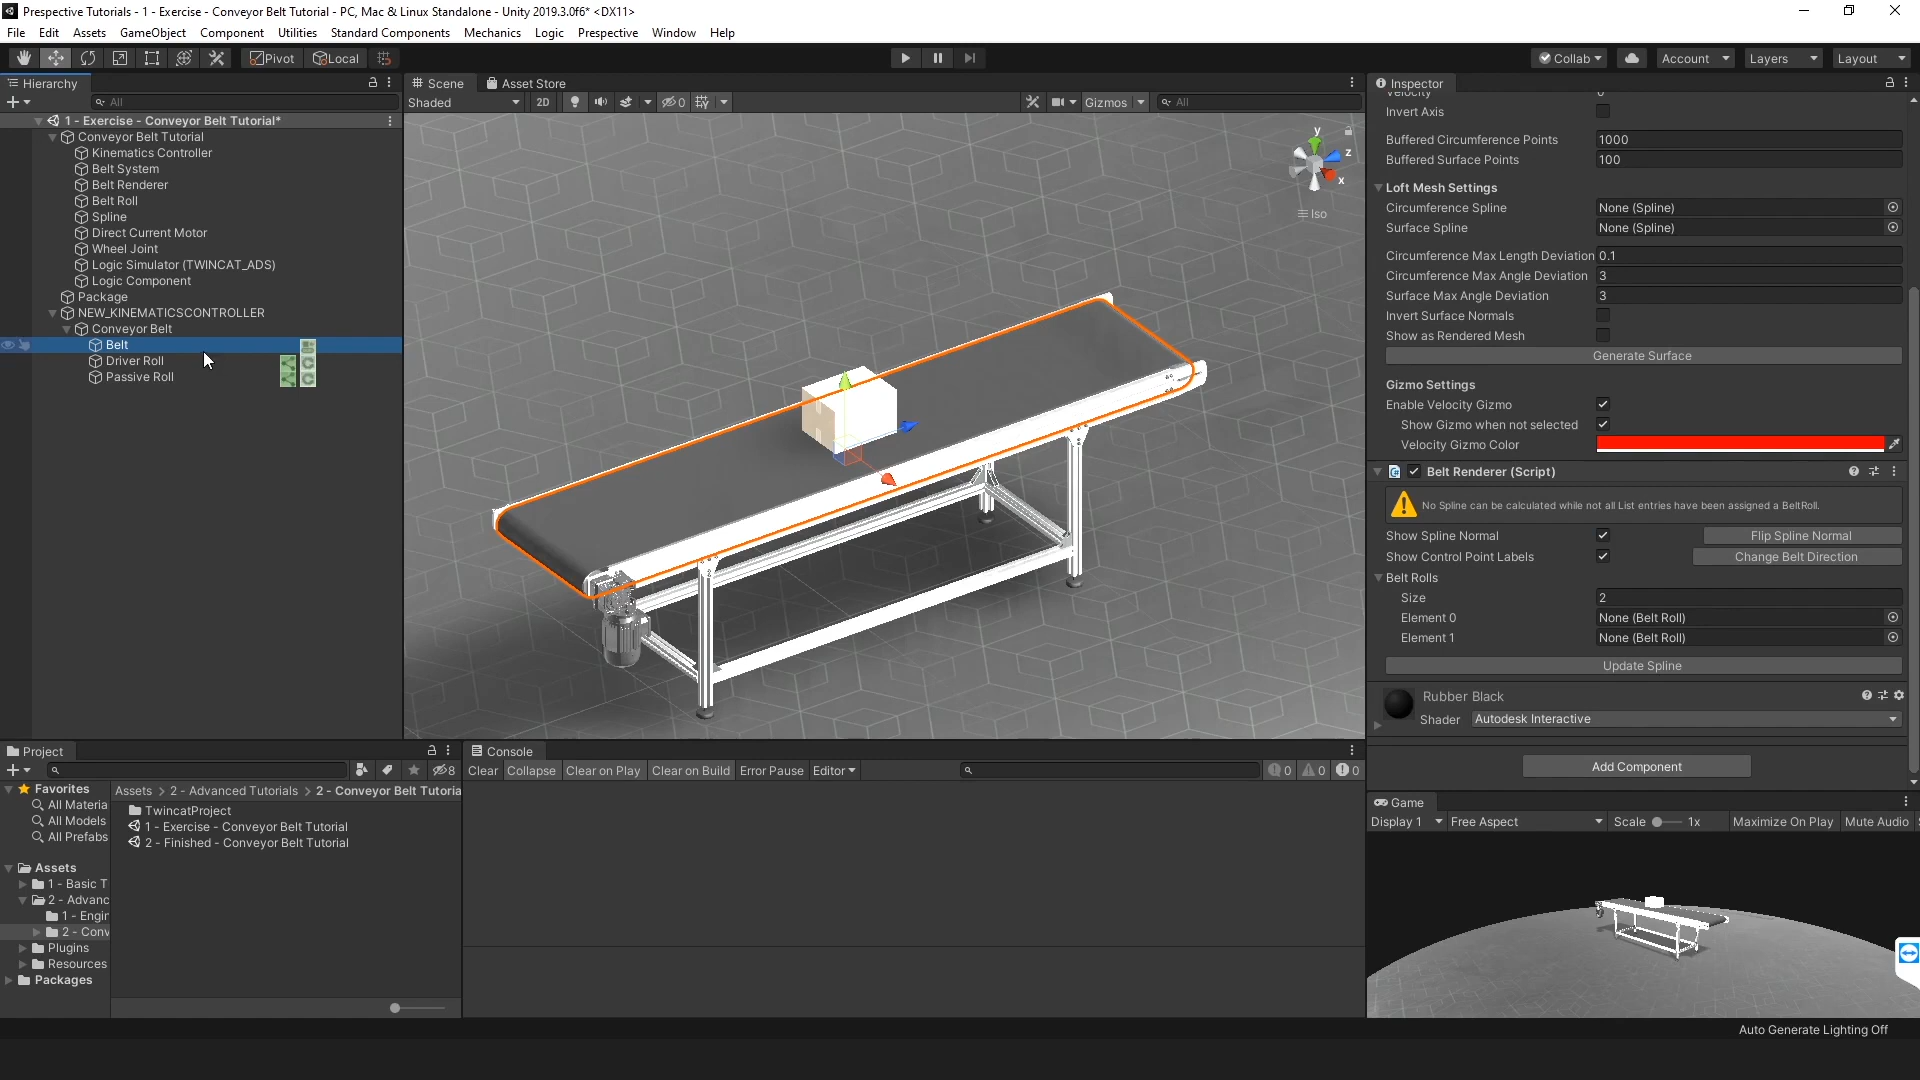 Prespective Tutorials - 1 - Exercise - Conveyor Belt Tutorial - PC, Mac & Linux Standalone - Unity 2019.3.0f6* <DX11>
File Edit Assets GameObject Component Utilities Standard Components Mechanics Logic Prespective Window Help
Pivot Local Collab Account Layers Layout
Hierarchy
All
1 - Exercise - Conveyor Belt Tutorial*
Conveyor Belt Tutorial
Kinematics Controller
Belt System
Belt Renderer
Belt Roll
Spline
Direct Current Motor
Wheel Joint
Logic Simulator (TWINCAT_ADS)
Logic Component
Package
NEW_KINEMATICSCONTROLLER
Conveyor Belt
Belt
Driver Roll
Passive Roll
Scene Asset Store
Shaded 2D 0 Gizmos All
y
z
x
Iso
Inspector
Velocity 0
Invert Axis
Buffered Circumference Points 1000
Buffered Surface Points 100
Loft Mesh Settings
Circumference Spline None (Spline)
Surface Spline None (Spline)
Circumference Max Length Deviation 0.1
Circumference Max Angle Deviation 3
Surface Max Angle Deviation 3
Invert Surface Normals
Show as Rendered Mesh
Generate Surface
Gizmo Settings
Enable Velocity Gizmo
Show Gizmo when not selected
Velocity Gizmo Color
Belt Renderer (Script)
No Spline can be calculated while not all List entries have been assigned a BeltRoll.
Show Spline Normal Flip Spline Normal
Show Control Point Labels Change Belt Direction
Belt Rolls
Size 2
Element 0 None (Belt Roll)
Element 1 None (Belt Roll)
Update Spline
Rubber Black
Shader Autodesk Interactive
Add Component
Project
8
Favorites
All Materia
All Models
All Prefabs
Assets
1 - Basic T
2 - Advanc
1 - Engin
2 - Conv
Plugins
Resources
Packages
Assets > 2 - Advanced Tutorials > 2 - Conveyor Belt Tutoria
TwincatProject
1 - Exercise - Conveyor Belt Tutorial
2 - Finished - Conveyor Belt Tutorial
Console
Clear Collapse Clear on Play Clear on Build Error Pause Editor 0 0 0
Game
Display 1 Free Aspect Scale 1x Maximize On Play Mute Audio S
Auto Generate Lighting Off